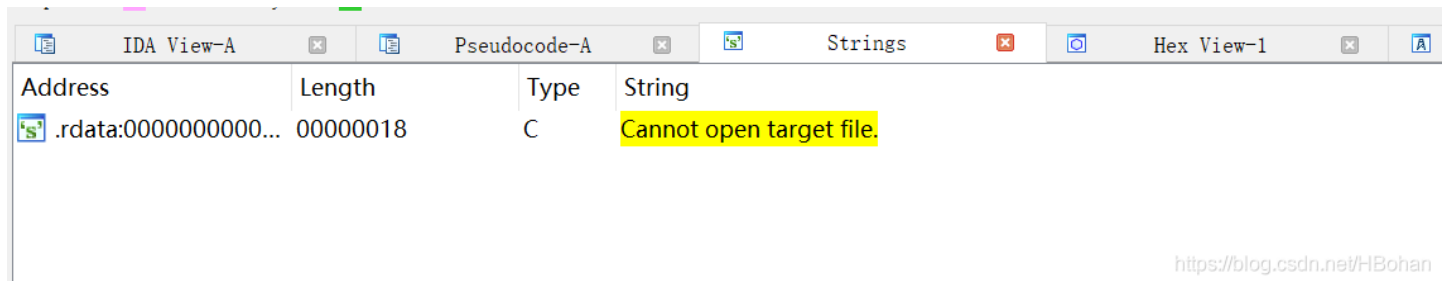 IDA View-A Pseudocode-A Strings Hex View-1
Address Length Type String
.rdata:0000000000... 00000018 C Cannot open target file.
https://blog.csdn.net/HBohan